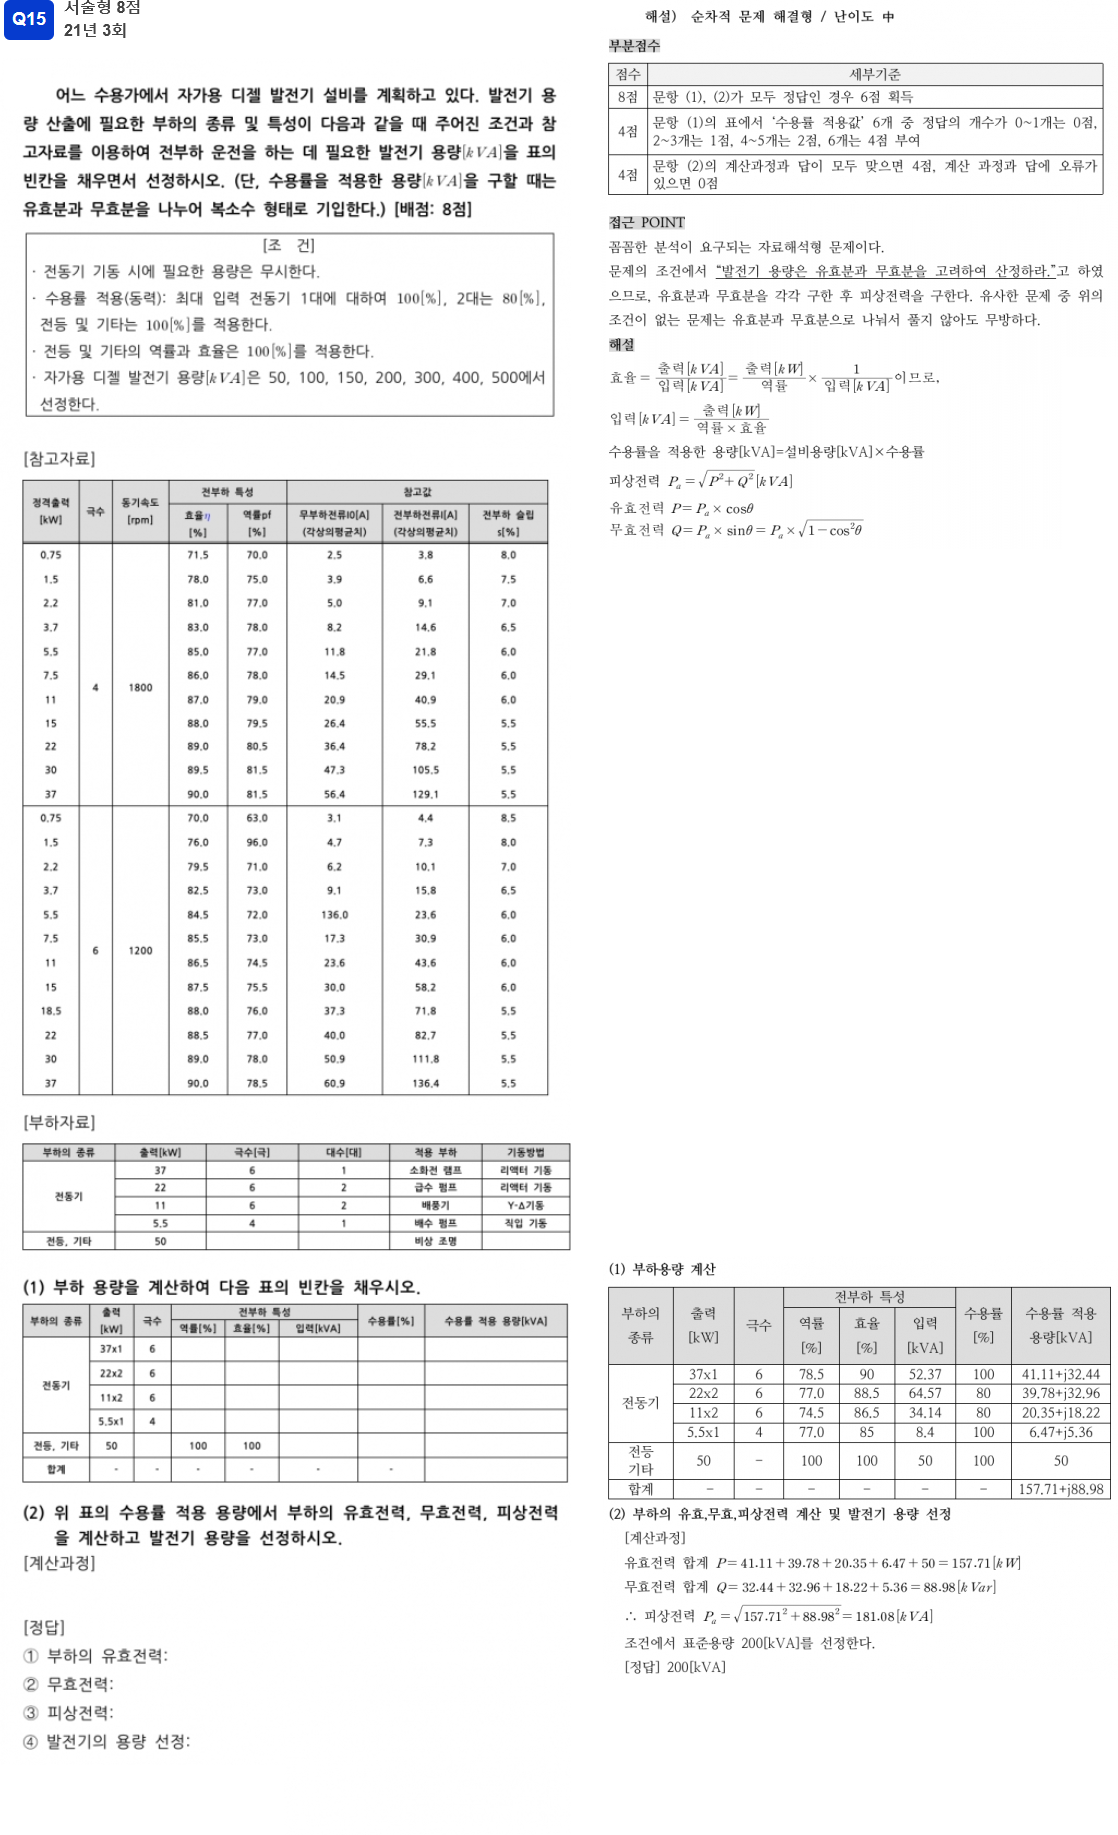 Q15
서술형 8점
21년 3회
어느 수용가에서 자가용 디젤 발전기 설비를 계획하고 있다. 발전기 용
량 산출에 필요한 부하의 종류 및 특성이 다음과 같을 때 주어진 조건과 참
고자료를 이용하여 전부하 운전을 하는 데 필요한 발전기 용량[kVA]을 표의
빈칸을 채우면서 선정하시오. (단, 수용률을 적용한 용량[kVA]을 구할 때는
유효분과 무효분을 나누어 복소수 형태로 기입한다.) [배점: 8점]
[조 건]
· 전동기 기동 시에 필요한 용량은 무시한다.
· 수용률 적용(동력): 최대 입력 전동기 1대에 대하여 100[%], 2대는 80[%],
전등 및 기타는 100[%]를 적용한다.
· 전등 및 기타의 역률과 효율은 100[%]를 적용한다.
· 자가용 디젤 발전기 용량[kVA]은 50, 100, 150, 200, 300, 400, 500에서
선정한다.
[참고자료]
정격출력 [kW] 극수 동기속도 [rpm] 전부하 특성 참고값
효율η [%] 역률pf [%] 무부하전류I0[A] (각상의평균치) 전부하전류I[A] (각상의평균치) 전부하 슬립 s[%]
0.75 71.5 70.0 2.5 3.8 8.0
1.5 78.0 75.0 3.9 6.6 7.5
2.2 81.0 77.0 5.0 9.1 7.0
3.7 83.0 78.0 8.2 14.6 6.5
5.5 85.0 77.0 11.8 21.8 6.0
7.5 86.0 78.0 14.5 29.1 6.0
4 1800
11 87.0 79.0 20.9 40.9 6.0
15 88.0 79.5 26.4 55.5 5.5
22 89.0 80.5 36.4 78.2 5.5
30 89.5 81.5 47.3 105.5 5.5
37 90.0 81.5 56.4 129.1 5.5
0.75 70.0 63.0 3.1 4.4 8.5
1.5 76.0 96.0 4.7 7.3 8.0
2.2 79.5 71.0 6.2 10.1 7.0
3.7 82.5 73.0 9.1 15.8 6.5
5.5 84.5 72.0 136.0 23.6 6.0
7.5 85.5 73.0 17.3 30.9 6.0
6 1200
11 86.5 74.5 23.6 43.6 6.0
15 87.5 75.5 30.0 58.2 6.0
18.5 88.0 76.0 37.3 71.8 5.5
22 88.5 77.0 40.0 82.7 5.5
30 89.0 78.0 50.9 111.8 5.5
37 90.0 78.5 60.9 136.4 5.5
[부하자료]
부하의 종류 출력[kW] 극수[극] 대수[대] 적용 부하 기동방법
전동기
37 6 1 소화전 램프 리액터 기동
22 6 2 급수 펌프 리액터 기동
11 6 2 배풍기 Y-Δ기동
5.5 4 1 배수 펌프 직입 기동
전등, 기타 50 비상 조명
(1) 부하 용량을 계산하여 다음 표의 빈칸을 채우시오.
부하의 종류 출력 [kW] 극수 전부하 특성 수용률[%] 수용률 적용 용량[kVA]
역률[%] 효율[%] 입력[kVA]
전동기
37x1 6
22x2 6
11x2 6
5.5x1 4
전등, 기타 50 100 100
합계 - - - - - -
(2) 위 표의 수용률 적용 용량에서 부하의 유효전력, 무효전력, 피상전력
을 계산하고 발전기 용량을 선정하시오.
[계산과정]
[정답]
① 부하의 유효전력:
② 무효전력:
③ 피상전력:
④ 발전기의 용량 선정:
해설) 순차적 문제 해결형 / 난이도 中
부분점수
점수 세부기준
8점 문항 (1), (2)가 모두 정답인 경우 6점 획득
4점 문항 (1)의 표에서 ‘수용률 적용값’ 6개 중 정답의 개수가 0~1개는 0점,
2~3개는 1점, 4~5개는 2점, 6개는 4점 부여
4점 문항 (2)의 계산과정과 답이 모두 맞으면 4점, 계산 과정과 답에 오류가
있으면 0점
접근 POINT
꼼꼼한 분석이 요구되는 자료해석형 문제이다.
문제의 조건에서 “발전기 용량은 유효분과 무효분을 고려하여 산정하라.”고 하였
으므로, 유효분과 무효분을 각각 구한 후 피상전력을 구한다. 유사한 문제 중 위의
조건이 없는 문제는 유효분과 무효분으로 나눠서 풀지 않아도 무방하다.
해설
효율 = 출력[kVA]/입력[kVA] = 출력[kW]/역률 × 1/입력[kVA] 이므로,
입력[kVA] = 출력[kW]/역률×효율
수용률을 적용한 용량[kVA]=설비용량[kVA]×수용률
피상전력 Pa = √P²+Q² [kVA]
유효전력 P = Pa × cosθ
무효전력 Q = Pa × sinθ = Pa × √1−cos²θ
(1) 부하용량 계산
부하의 종류 출력 [kW] 극수 전부하 특성 수용률 [%] 수용률 적용 용량[kVA]
역률 [%] 효율 [%] 입력 [kVA]
전동기
37x1 6 78.5 90 52.37 100 41.11+j32.44
22x2 6 77.0 88.5 64.57 80 39.78+j32.96
11x2 6 74.5 86.5 34.14 80 20.35+j18.22
5.5x1 4 77.0 85 8.4 100 6.47+j5.36
전등 기타 50 - 100 100 50 100 50
합계 - - - - - - 157.71+j88.98
(2) 부하의 유효,무효,피상전력 계산 및 발전기 용량 선정
[계산과정]
유효전력 합계 P = 41.11+39.78+20.35+6.47+50 = 157.71[kW]
무효전력 합계 Q = 32.44+32.96+18.22+5.36 = 88.98[kVar]
∴ 피상전력 Pa = √157.71²+88.98² = 181.08[kVA]
조건에서 표준용량 200[kVA]를 선정한다.
[정답] 200[kVA]